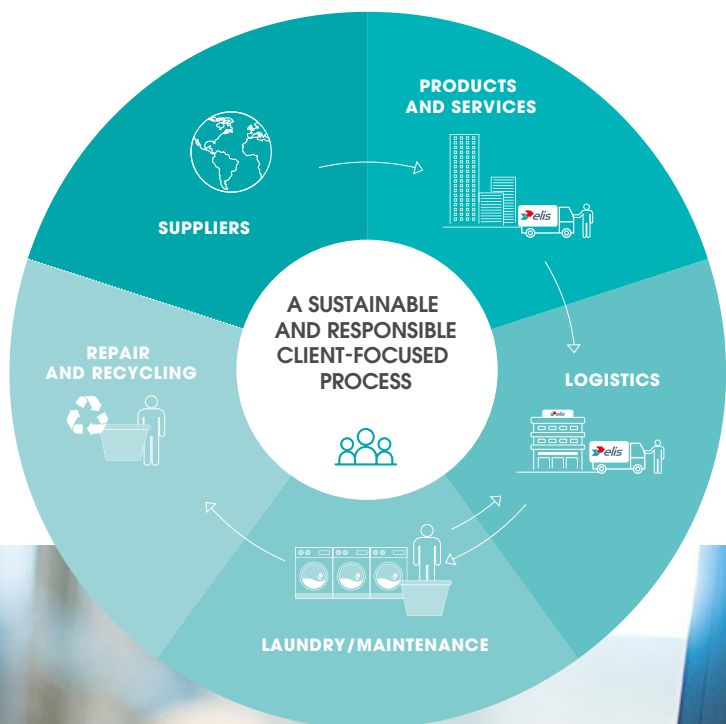 PRODUCTS
AND SERVICES
SUPPLIERS
elis
A SUSTAINABLE
AND RESPONSIBLE
CLIENT-FOCUSED
PROCESS
REPAIR
AND RECYCLING
LOGISTICS
elis
elis
LAUNDRY/MAINTENANCE